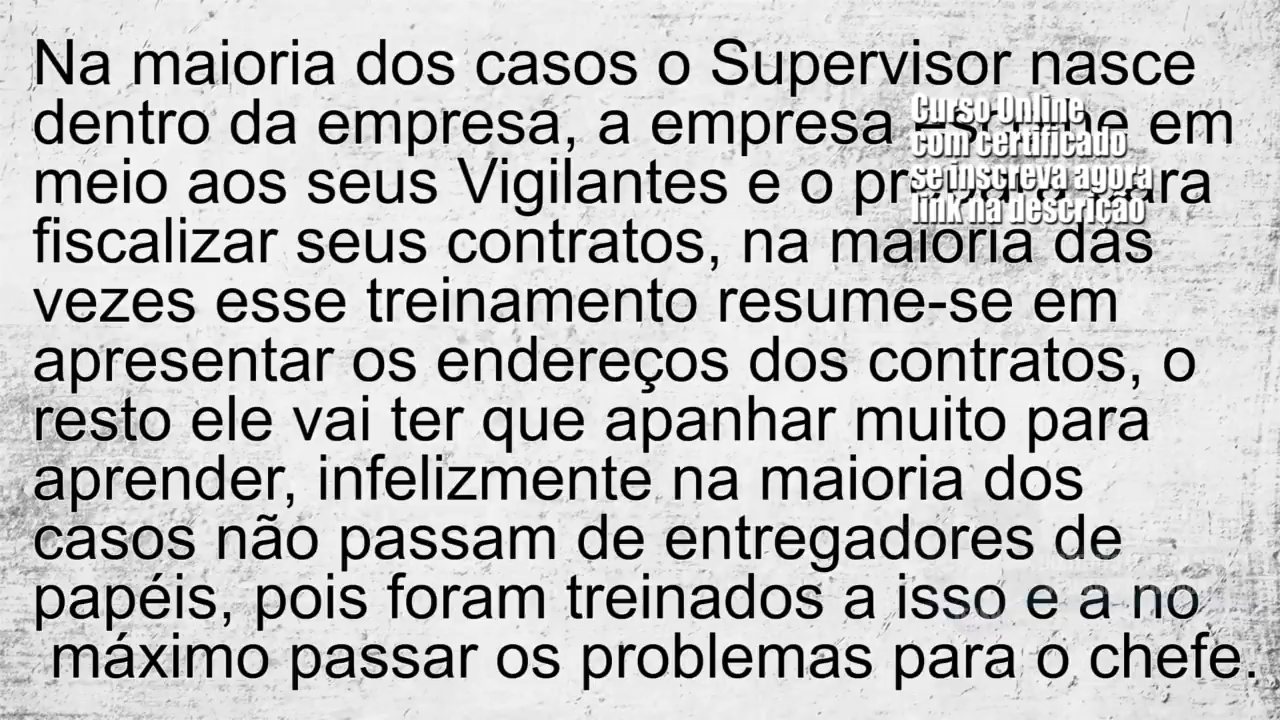 Na maioria dos casos o Supervisor nasce
dentro da empresa, a empresa em
meio aos seus Vigilantes e o
fiscalizar seus contratos, na maioria das
vezes esse treinamento resume-se em
apresentar os endereços dos contratos, o
resto ele vai ter que apanhar muito para
aprender, infelizmente na maioria dos
casos não passam de entregadores de
papéis, pois foram treinados a isso e a no
máximo passar os problemas para o chefe.
Curso Online
com certificado
se inscreva agora
link na descrição